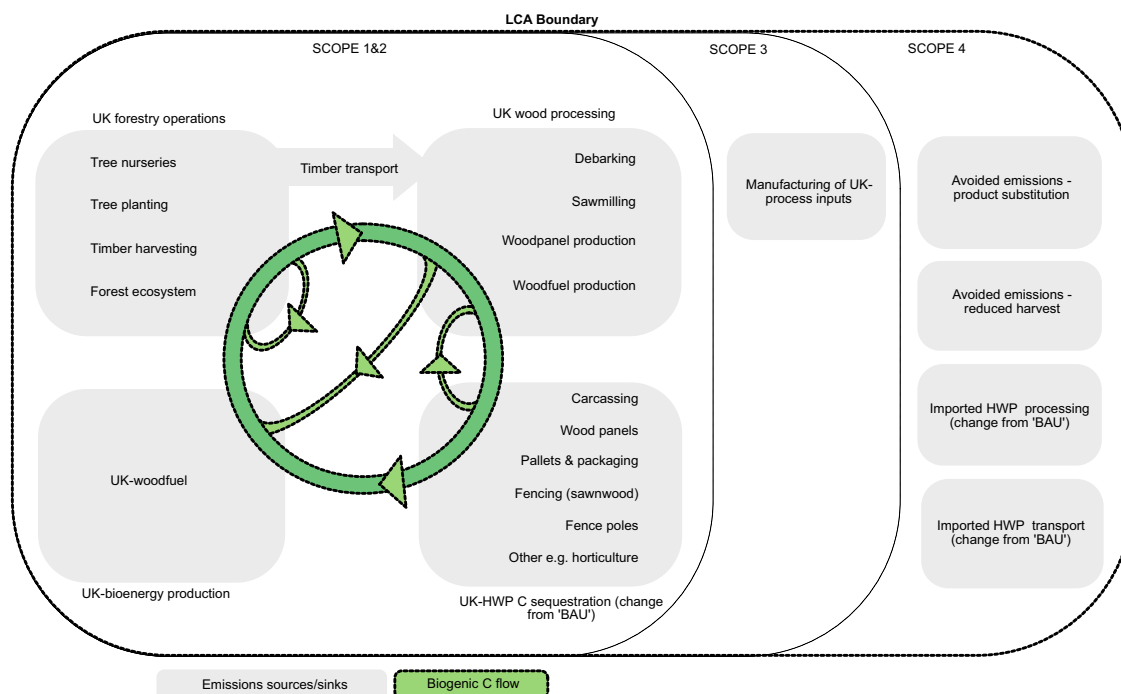 LCA Boundary
SCOPE 1&2
SCOPE 3
SCOPE 4
UK forestry operations
Tree nurseries
Tree planting
Timber harvesting
Forest ecosystem
Timber transport
UK wood processing
Debarking
Sawmilling
Woodpanel production
Woodfuel production
Manufacturing of UK-
process inputs
Avoided emissions -
product substitution
Avoided emissions -
reduced harvest
Imported HWP processing
(change from 'BAU')
Imported HWP transport
(change from 'BAU')
UK-woodfuel
UK-bioenergy production
Carcassing
Wood panels
Pallets & packaging
Fencing (sawnwood)
Fence poles
Other e.g. horticulture
UK-HWP C sequestration (change
from 'BAU')
Emissions sources/sinks
Biogenic C flow